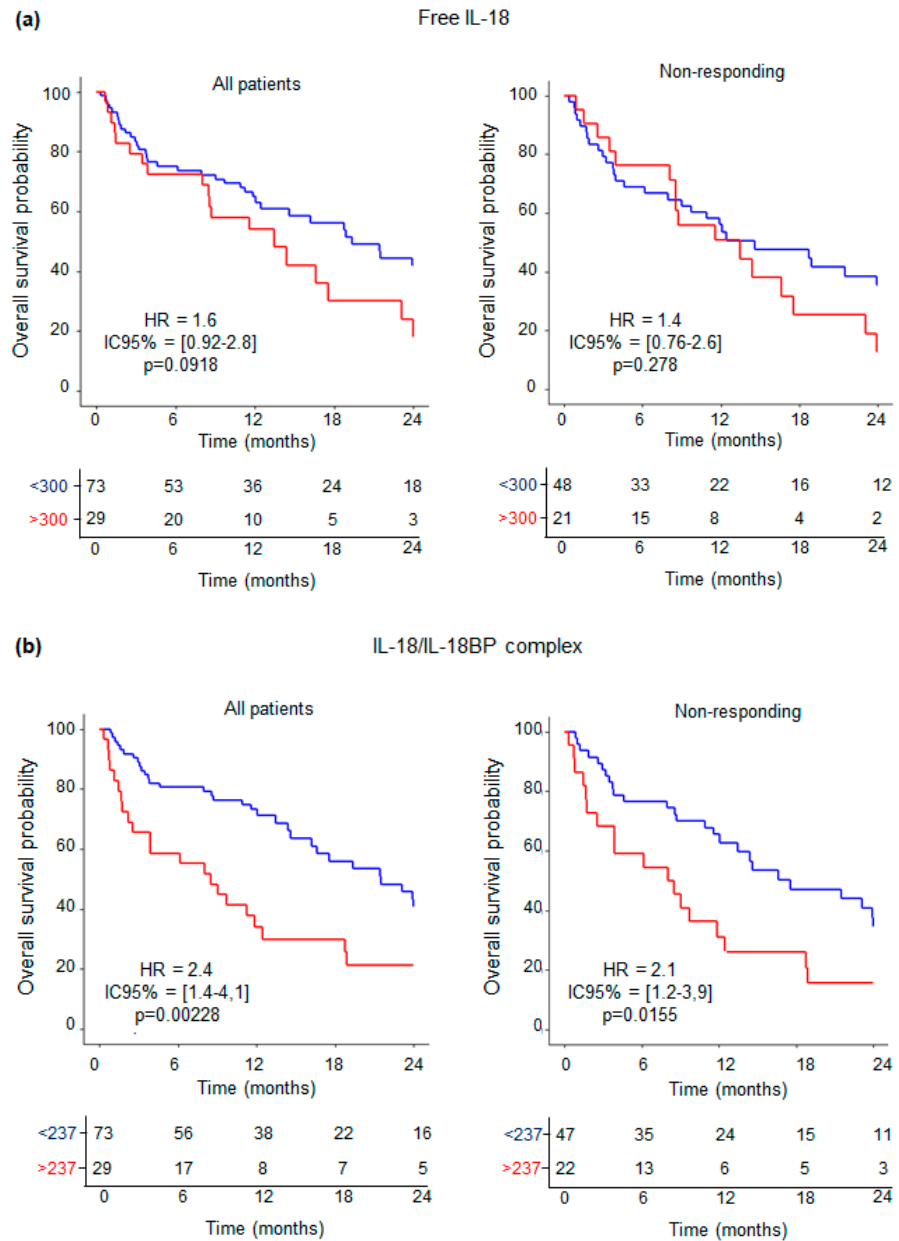 (a)
Free IL-18
All patients
Overall survival probability
100
80
60
40
20
0
HR = 1.6
IC95% = [0.92-2.8]
p=0.0918
0 6 12 18 24
Time (months)
<300 73 53 36 24 18
>300 29 20 10 5 3
0 6 12 18 24
Time (months)
Non-responding
Overall survival probability
100
80
60
40
20
0
HR = 1.4
IC95% = [0.76-2.6]
p=0.278
0 6 12 18 24
Time (months)
<300 48 33 22 16 12
>300 21 15 8 4 2
0 6 12 18 24
Time (months)
(b)
IL-18/IL-18BP complex
All patients
Overall survival probability
100
80
60
40
20
0
HR = 2.4
IC95% = [1.4-4,1]
p=0.00228
0 6 12 18 24
Time (months)
<237 73 56 38 22 16
>237 29 17 8 7 5
0 6 12 18 24
Time (months)
Non-responding
Overall survival probability
100
80
60
40
20
0
HR = 2.1
IC95% = [1.2-3,9]
p=0.0155
0 6 12 18 24
Time (months)
<237 47 35 24 15 11
>237 22 13 6 5 3
0 6 12 18 24
Time (months)